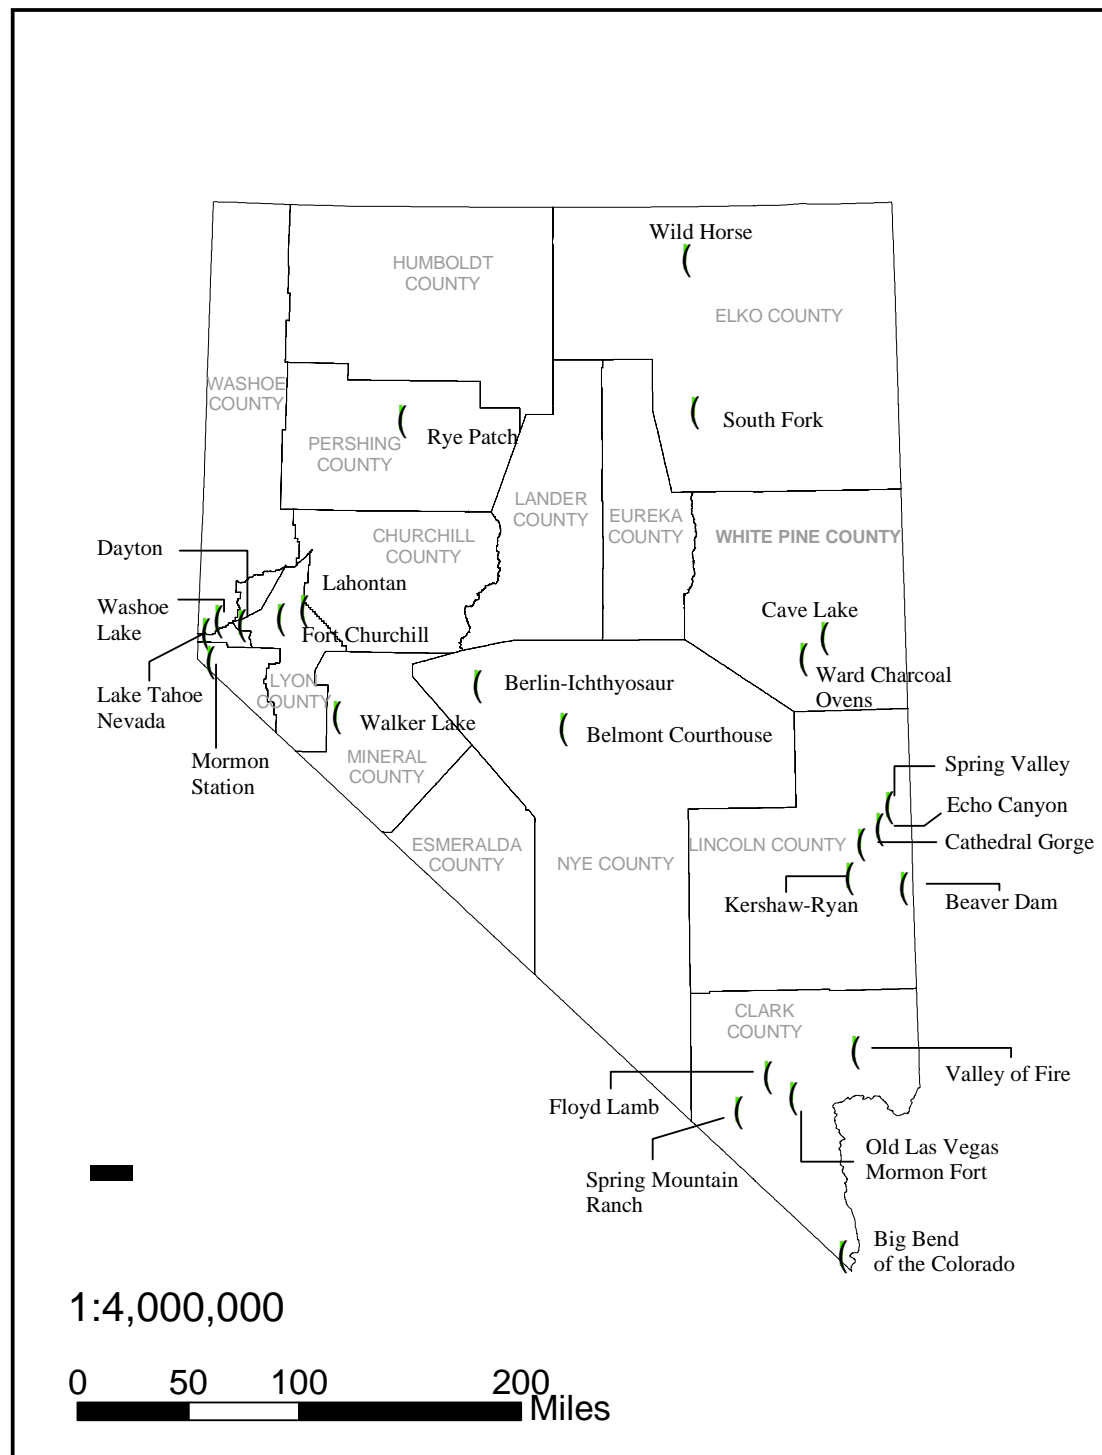 Wild Horse
HUMBOLDT
COUNTY
ELKO COUNTY
WASHOE
COUNTY
South Fork
Rye Patch
PERSHING
COUNTY
LANDER
COUNTY
EUREKA
COUNTY
WHITE PINE COUNTY
CHURCHILL
COUNTY
Dayton
Lahontan
Washoe
Lake
Fort Churchill
Cave Lake
Ward Charcoal
Ovens
LYON
COUNTY
Berlin-Ichthyosaur
Lake Tahoe
Nevada
Walker Lake
Belmont Courthouse
Mormon
Station
MINERAL
COUNTY
Spring Valley
Echo Canyon
Cathedral Gorge
ESMERALDA
COUNTY
NYE COUNTY
LINCOLN COUNTY
Kershaw-Ryan
Beaver Dam
CLARK
COUNTY
Valley of Fire
Floyd Lamb
Old Las Vegas
Mormon Fort
Spring Mountain
Ranch
Big Bend
of the Colorado
1:4,000,000
0 50 100 200
Miles